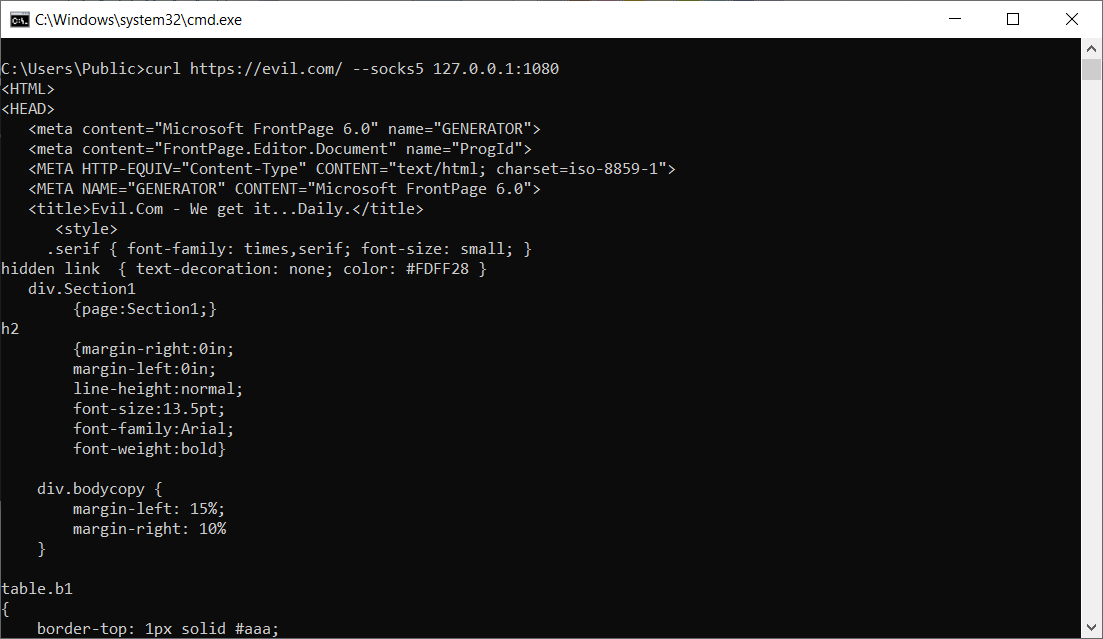 C:\Windows\system32\cmd.exe
C:\Users\Public>curl https://evil.com/ --socks5 127.0.0.1:1080
<HTML>
<HEAD>
   <meta content="Microsoft FrontPage 6.0" name="GENERATOR">
   <meta content="FrontPage.Editor.Document" name="ProgId">
   <META HTTP-EQUIV="Content-Type" CONTENT="text/html; charset=iso-8859-1">
   <META NAME="GENERATOR" CONTENT="Microsoft FrontPage 6.0">
   <title>Evil.Com - We get it...Daily.</title>
      <style>
     .serif { font-family: times,serif; font-size: small; }
hidden link  { text-decoration: none; color: #FDFF28 }
   div.Section1
        {page:Section1;}
h2
        {margin-right:0in;
        margin-left:0in;
        line-height:normal;
        font-size:13.5pt;
        font-family:Arial;
        font-weight:bold}

    div.bodycopy {
        margin-left: 15%;
        margin-right: 10%
    }

table.b1
{
    border-top: 1px solid #aaa;